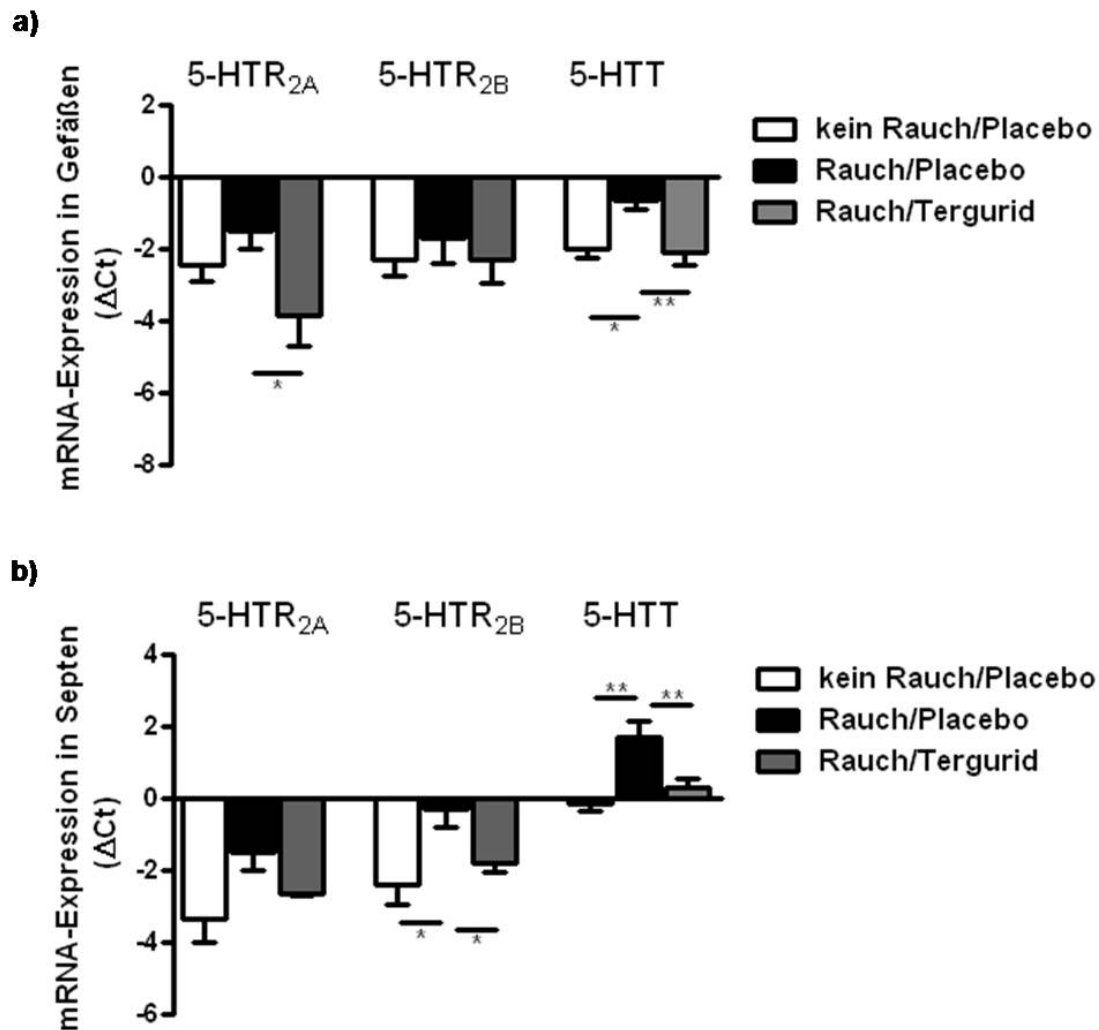 a)
5-HTR2A 5-HTR2B 5-HTT
mRNA-Expression in Gefäßen
(ΔCt)
2
0
-2
-4
-6
-8
kein Rauch/Placebo
Rauch/Placebo
Rauch/Tergurid
*
*
**
b)
5-HTR2A 5-HTR2B 5-HTT
mRNA-Expression in Septen
(ΔCt)
4
2
0
-2
-4
-6
kein Rauch/Placebo
Rauch/Placebo
Rauch/Tergurid
*
*
**
**